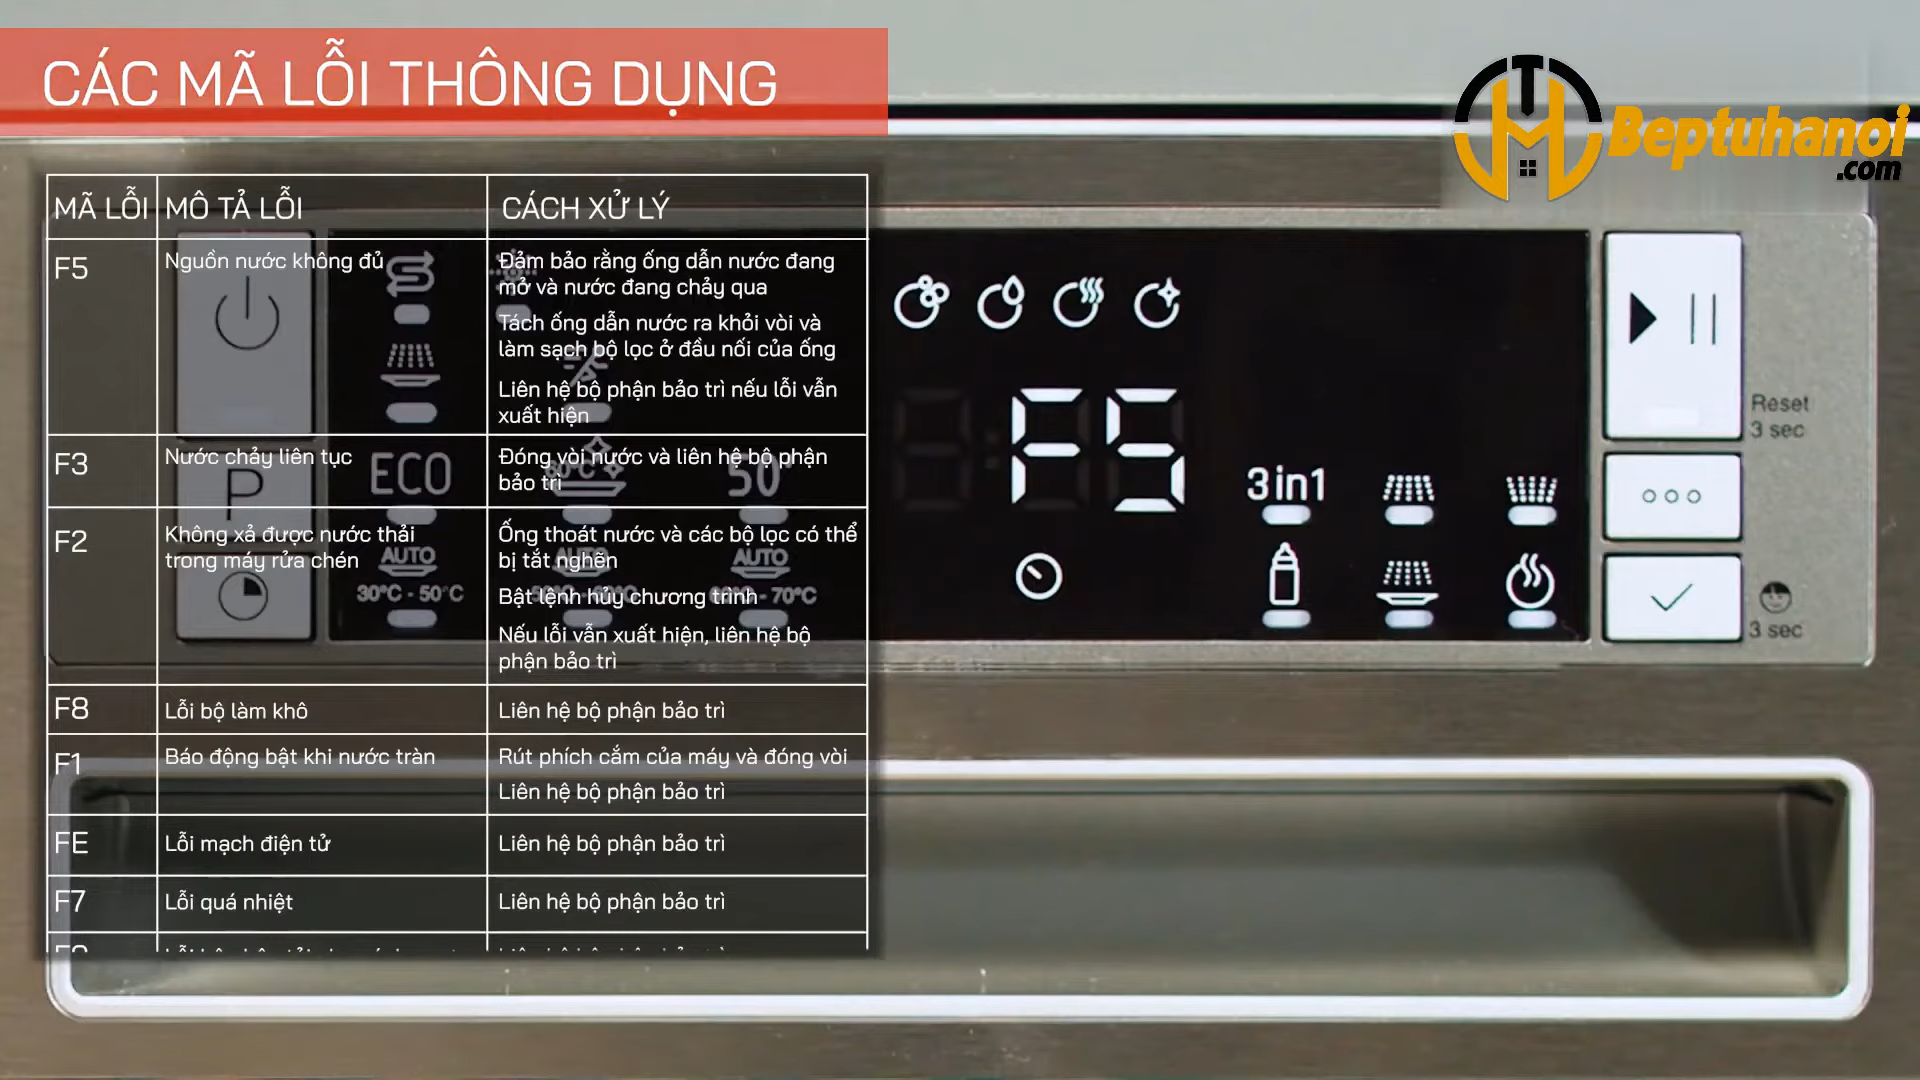 CÁC MÃ LỖI THÔNG DỤNG
Beptuhanoi
.com
MÃ LỖI MÔ TẢ LỖI CÁCH XỬ LÝ
F5 Nguồn nước không đủ Đảm bảo rằng ống dẫn nước đang
mở và nước đang chảy qua
Tách ống dẫn nước ra khỏi vòi và
làm sạch bộ lọc ở đầu nối của ống
Liên hệ bộ phận bảo trì nếu lỗi vẫn
xuất hiện
F3 Nước chảy liên tục Đóng vòi nước và liên hệ bộ phận
bảo trì
F2 Không xả được nước thải
trong máy rửa chén
Ống thoát nước và các bộ lọc có thể
bị tắt nghẽn
Bật lệnh hủy chương trình
Nếu lỗi vẫn xuất hiện, liên hệ bộ
phận bảo trì
F8 Lỗi bộ làm khô Liên hệ bộ phận bảo trì
F1 Báo động bật khi nước tràn Rút phích cắm của máy và đóng vòi
Liên hệ bộ phận bảo trì
FE Lỗi mạch điện tử Liên hệ bộ phận bảo trì
F7 Lỗi quá nhiệt Liên hệ bộ phận bảo trì
P
ECO
50°
AUTO
30°C - 50°C
AUTO
AUTO
F5
3in1
Reset
3 sec
3 sec